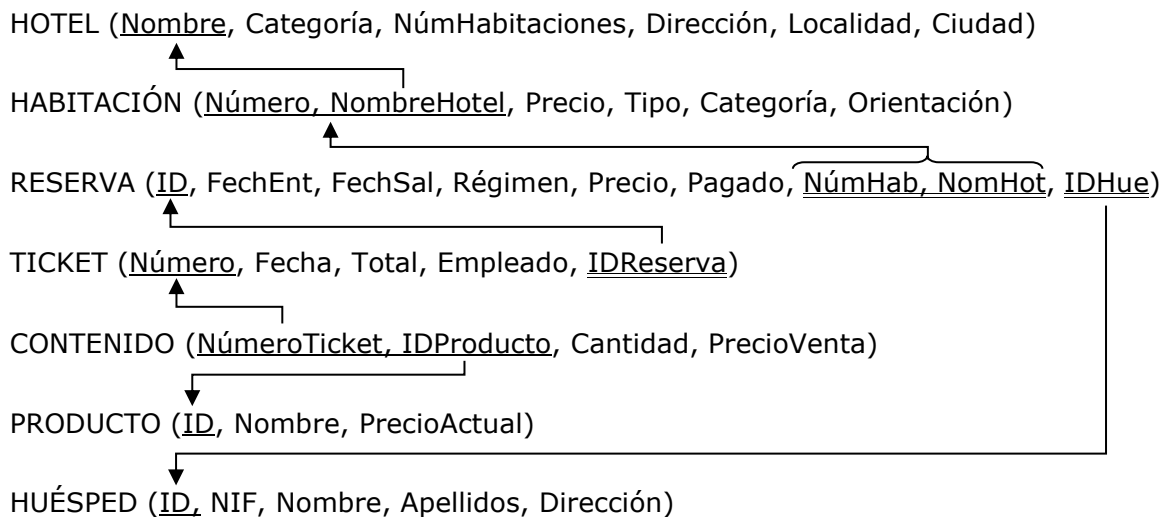 HOTEL (Nombre, Categoría, NúmHabitaciones, Dirección, Localidad, Ciudad)
HABITACIÓN (Número, NombreHotel, Precio, Tipo, Categoría, Orientación)
RESERVA (ID, FechEnt, FechSal, Régimen, Precio, Pagado, NúmHab, NomHot, IDHue)
TICKET (Número, Fecha, Total, Empleado, IDReserva)
CONTENIDO (NúmeroTicket, IDProducto, Cantidad, PrecioVenta)
PRODUCTO (ID, Nombre, PrecioActual)
HUÉSPED (ID, NIF, Nombre, Apellidos, Dirección)